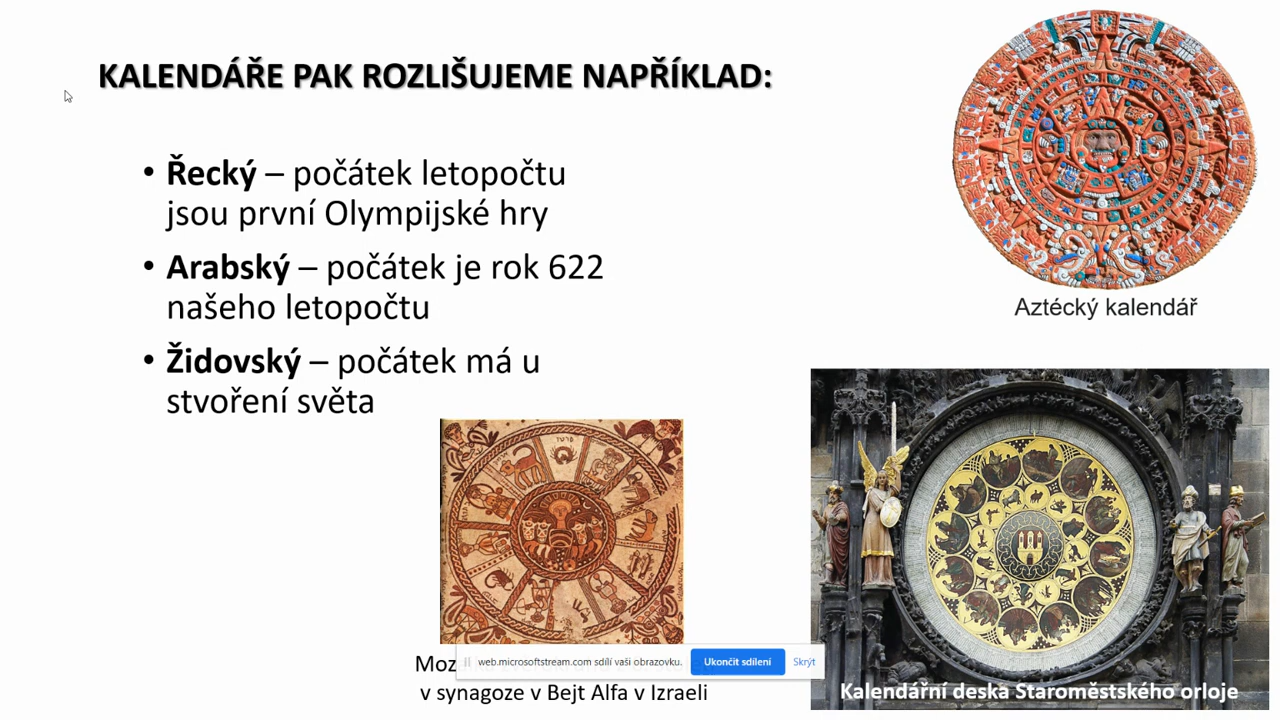 KALENDÁŘE PAK ROZLIŠUJEME NAPŘÍKLAD:
• Řecký – počátek letopočtu
jsou první Olympijské hry
• Arabský – počátek je rok 622
našeho letopočtu
• Židovský – počátek má u
stvoření světa
Aztécký kalendář
Moz
web.microsoftstream.com sdílí vaši obrazovku.
Ukončit sdílení
Skrýt
v synagoze v Bejt Alfa v Izraeli
Kalendářní deska Staroměstského orloje